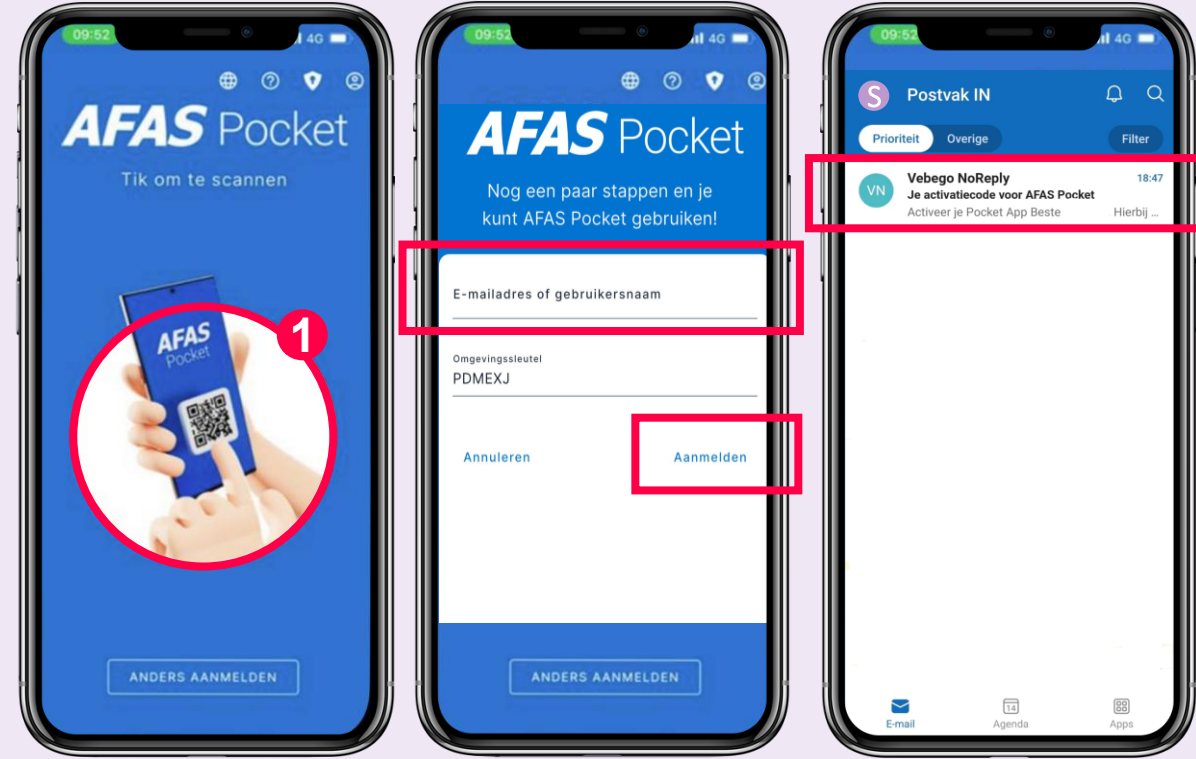 09:52
4G
AFAS Pocket
Tik om te scannen
AFAS
Pocket
1
ANDERS AANMELDEN
09:52
4G
AFAS Pocket
Nog een paar stappen en je
kunt AFAS Pocket gebruiken!
E-mailadres of gebruikersnaam
Omgevingssleutel
PDMEXJ
Annuleren
Aanmelden
ANDERS AANMELDEN
09:52
4G
S
Postvak IN
Prioriteit
Overige
Filter
VN
Vebego NoReply
18:47
Je activatiecode voor AFAS Pocket
Activeer je Pocket App Beste Hierbij ...
E-mail
14
Agenda
Apps